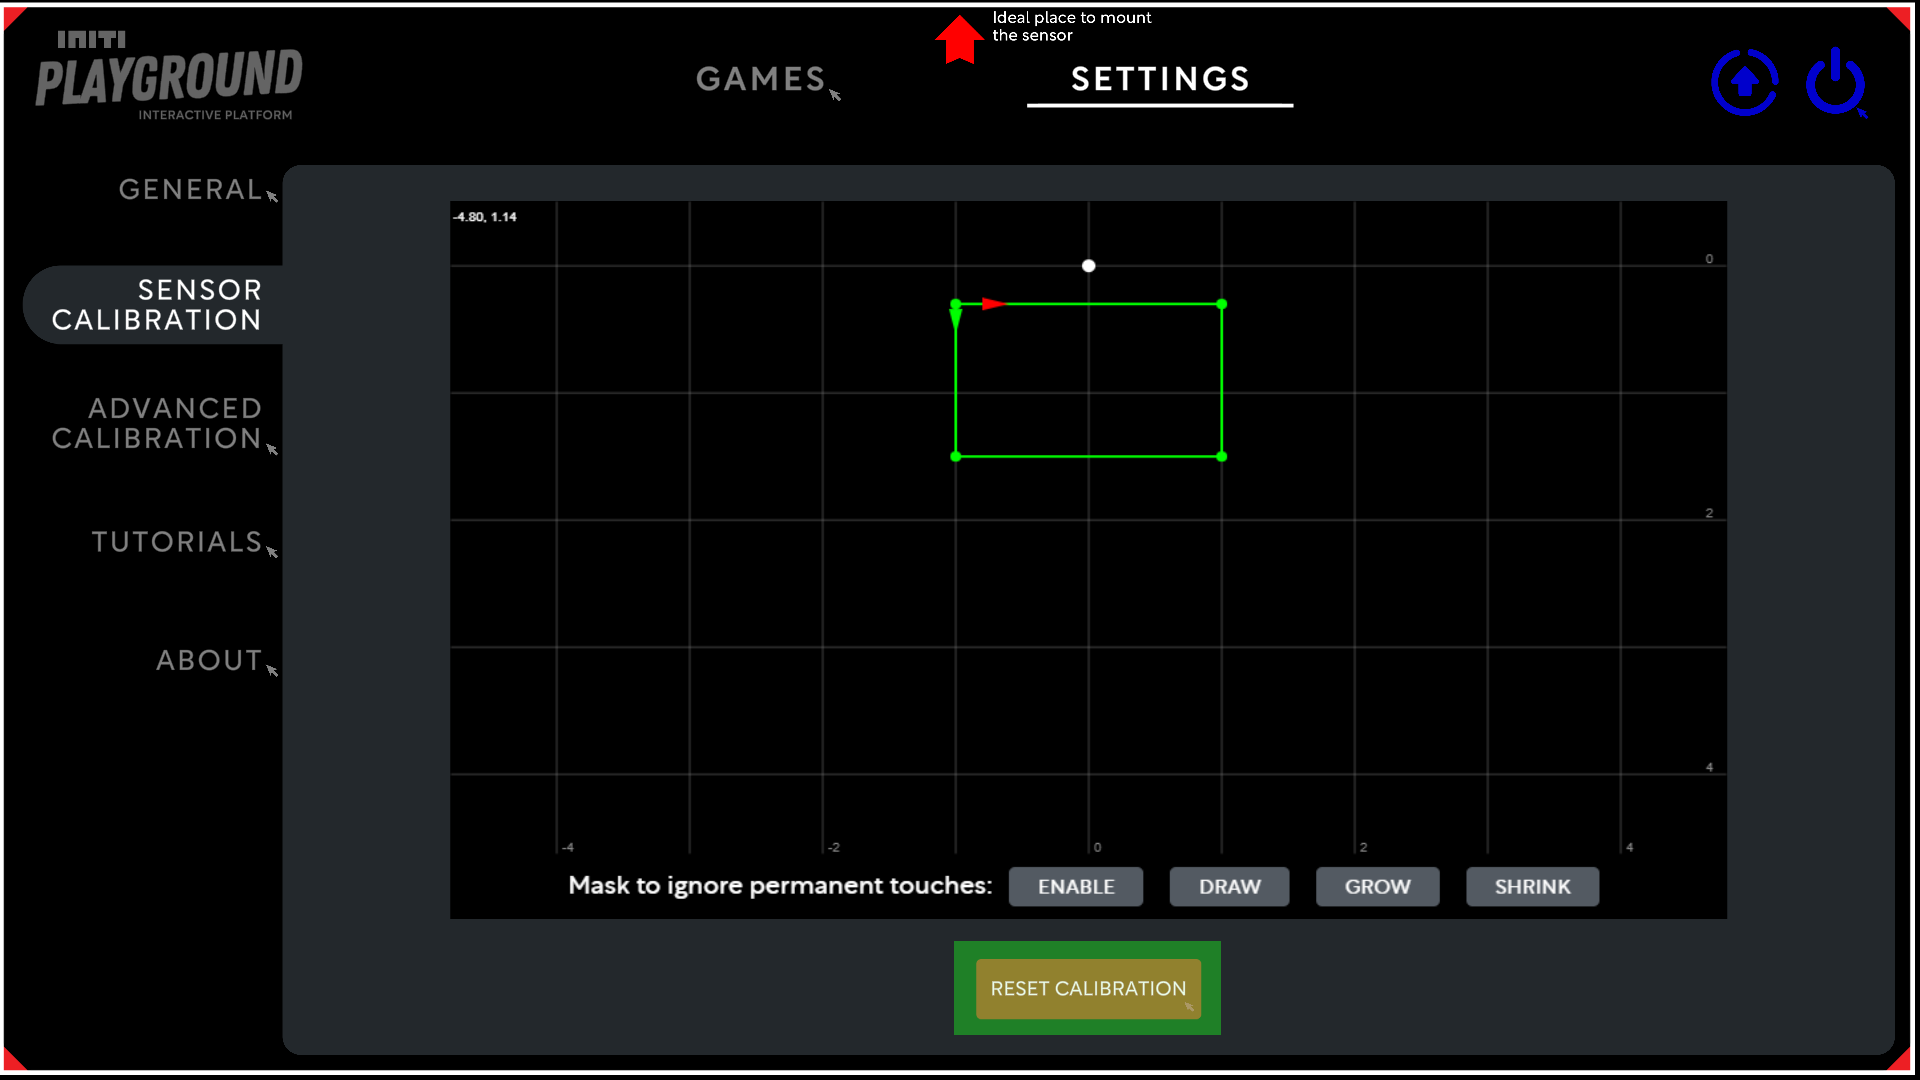 Ideal place to mount
the sensor
INITI
PLAYGROUND
INTERACTIVE PLATFORM
GAMES
SETTINGS
GENERAL
SENSOR
CALIBRATION
ADVANCED
CALIBRATION
TUTORIALS
ABOUT
-4.80, 1.14
0
2
4
-4
-2
0
2
4
Mask to ignore permanent touches:
ENABLE
DRAW
GROW
SHRINK
RESET CALIBRATION